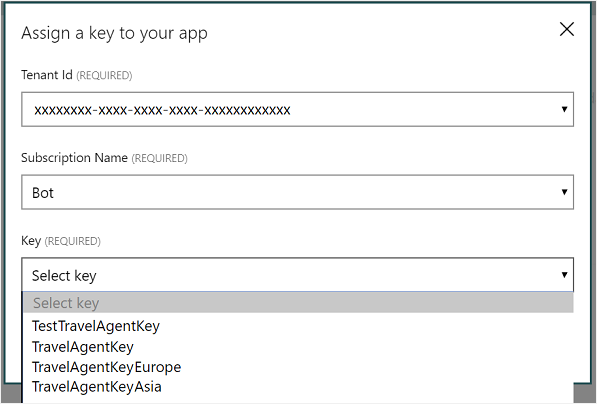 Assign a key to your app
Tenant Id (REQUIRED)
xxxxxxxx-xxxx-xxxx-xxxx-xxxxxxxxxxxx
Subscription Name (REQUIRED)
Bot
Key (REQUIRED)
Select key
Select key
TestTravelAgentKey
TravelAgentKey
TravelAgentKeyEurope
TravelAgentKeyAsia